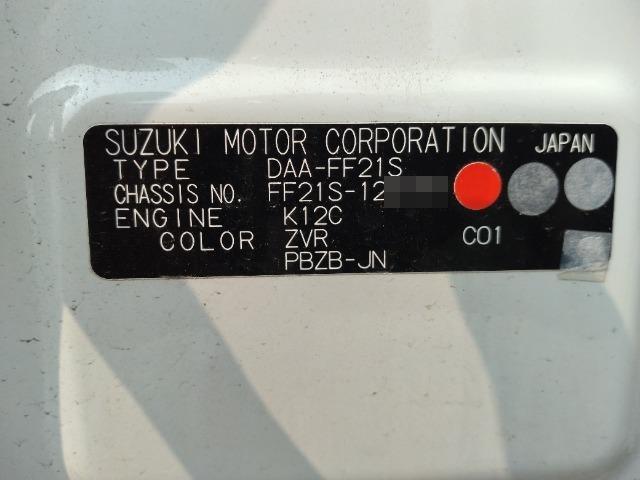 SUZUKI MOTOR CORPORATION JAPAN
TYPE DAA-FF21S
CHASSIS NO. FF21S-12
ENGINE K12C
COLOR ZVR C01
PBZB-JN